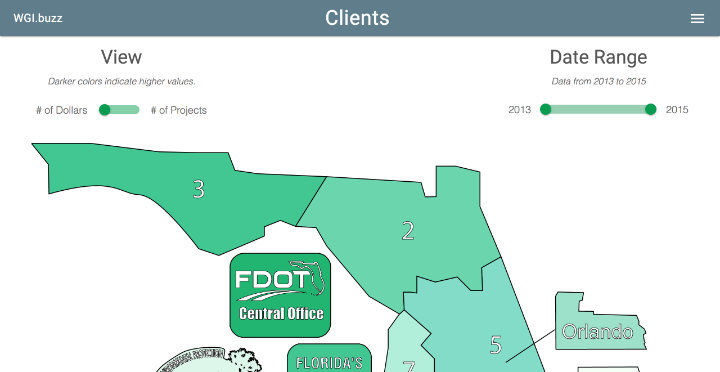 WGI.buzz
Clients
View
Date Range
Darker colors indicate higher values.
Data from 2013 to 2015
# of Dollars
# of Projects
2013
2015
3
2
FDOT
Central Office
Orlando
5
FLORIDA'S
7